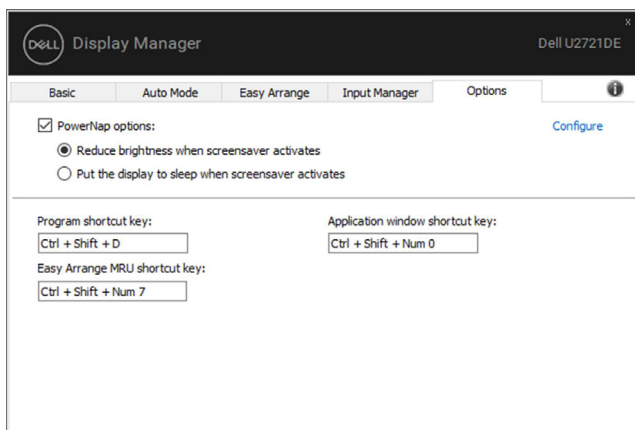 x
DELL Display Manager Dell U2721DE
Basic Auto Mode Easy Arrange Input Manager Options i
PowerNap options: Configure
Reduce brightness when screensaver activates
Put the display to sleep when screensaver activates
Program shortcut key: Application window shortcut key:
Ctrl + Shift + D Ctrl + Shift + Num 0
Easy Arrange MRU shortcut key:
Ctrl + Shift + Num 7